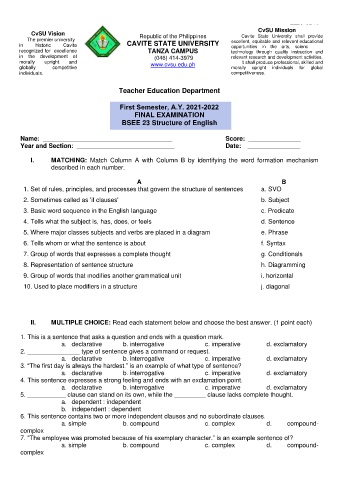 CvSU Vision
The premier university
in historic Cavite
recognized for excellence
in the development of
morally upright and
globally competitive
individuals.
Republic of the Philippines
CAVITE STATE UNIVERSITY
TANZA CAMPUS
(046) 414-3979
www.cvsu.edu.ph
CvSU Mission
Cavite State University shall provide
excellent, equitable and relevant educational
opportunities in the arts, science
technology through quality instruction and
relevant research and development activities.
It shall produce professional, skilled and
morally upright individuals for global
competitiveness.
Teacher Education Department
First Semester, A.Y. 2021-2022
FINAL EXAMINATION
BSEE 23 Structure of English
Name: Score:
Year and Section: Date:
I. MATCHING: Match Column A with Column B by identifying the word formation mechanism
described in each number.
A B
1. Set of rules, principles, and processes that govern the structure of sentences a. SVO
2. Sometimes called as 'if clauses' b. Subject
3. Basic word sequence in the English language c. Predicate
4. Tells what the subject is, has, does, or feels d. Sentence
5. Where major classes subjects and verbs are placed in a diagram e. Phrase
6. Tells whom or what the sentence is about f. Syntax
7. Group of words that expresses a complete thought g. Conditionals
8. Representation of sentence structure h. Diagramming
9. Group of words that modifies another grammatical unit i. horizontal
10. Used to place modifiers in a structure j. diagonal
II. MULTIPLE CHOICE: Read each statement below and choose the best answer. (1 point each)
1. This is a sentence that asks a question and ends with a question mark.
a. declarative b. interrogative c. imperative d. exclamatory
2. ________________ type of sentence gives a command or request.
a. declarative b. interrogative c. imperative d. exclamatory
3. "The first day is always the hardest." is an example of what type of sentence?
a. declarative b. interrogative c. imperative d. exclamatory
4. This sentence expresses a strong feeling and ends with an exclamation point.
a. declarative b. interrogative c. imperative d. exclamatory
5. ____________ clause can stand on its own, while the __________ clause lacks complete thought.
a. dependent : independent
b. independent : dependent
6. This sentence contains two or more independent clauses and no subordinate clauses.
a. simple b. compound c. complex d. compound-
complex
7. "The employee was promoted because of his exemplary character." is an example sentence of?
a. simple b. compound c. complex d. compound-
complex